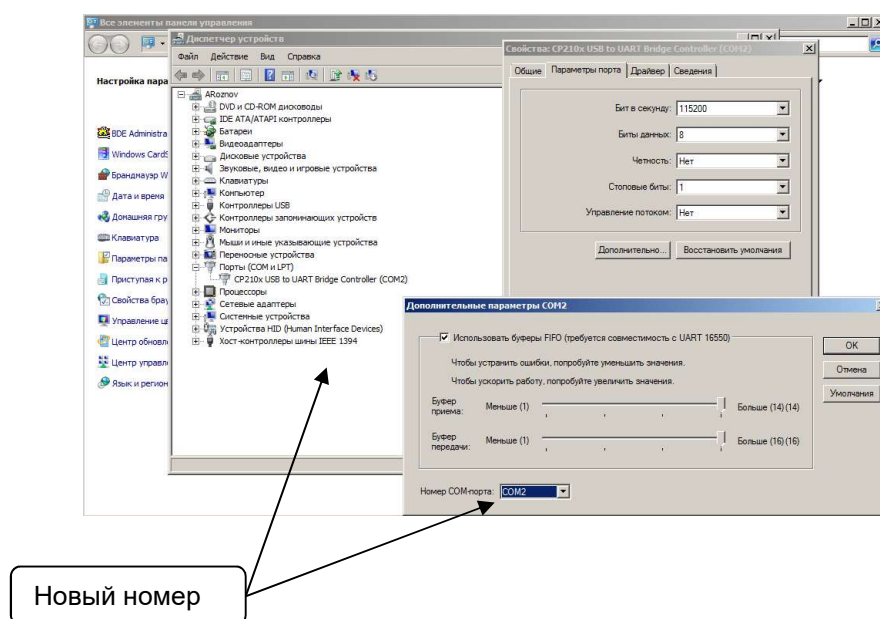 Все элементы панели управления
Диспетчер устройств
Файл Действие Вид Справка
Настройка пара
BDE Administra
Windows CardS
Брандмауэр W
Дата и время
Домашняя гру
Клавиатура
Параметры па
Приступая к р
Свойства брау
Управление цв
Центр обновл
Центр управл
Язык и регион
ARoznov
DVD и CD-ROM дисководы
IDE ATA/ATAPI контроллеры
Батареи
Видеоадаптеры
Дисковые устройства
Звуковые, видео и игровые устройства
Клавиатуры
Компьютер
Контроллеры USB
Контроллеры запоминающих устройств
Мониторы
Мыши и иные указывающие устройства
Переносные устройства
Порты (COM и LPT)
CP210x USB to UART Bridge Controller (COM2)
Процессоры
Сетевые адаптеры
Системные устройства
Устройства HID (Human Interface Devices)
Хост-контроллеры шины IEEE 1394
Свойства: CP210x USB to UART Bridge Controller (COM2)
Общие Параметры порта Драйвер Сведения
Бит в секунду: 115200
Биты данных: 8
Четность: Нет
Стоповые биты: 1
Управление потоком: Нет
Дополнительно... Восстановить умолчания
Дополнительные параметры COM2
Использовать буферы FIFO (требуется совместимость с UART 16550)
Чтобы устранить ошибки, попробуйте уменьшить значения.
Чтобы ускорить работу, попробуйте увеличить значения.
Буфер приема: Меньше (1) Больше (14) (14)
Буфер передачи: Меньше (1) Больше (16) (16)
Номер COM-порта: COM2
OK
Отмена
Умолчания
Новый номер